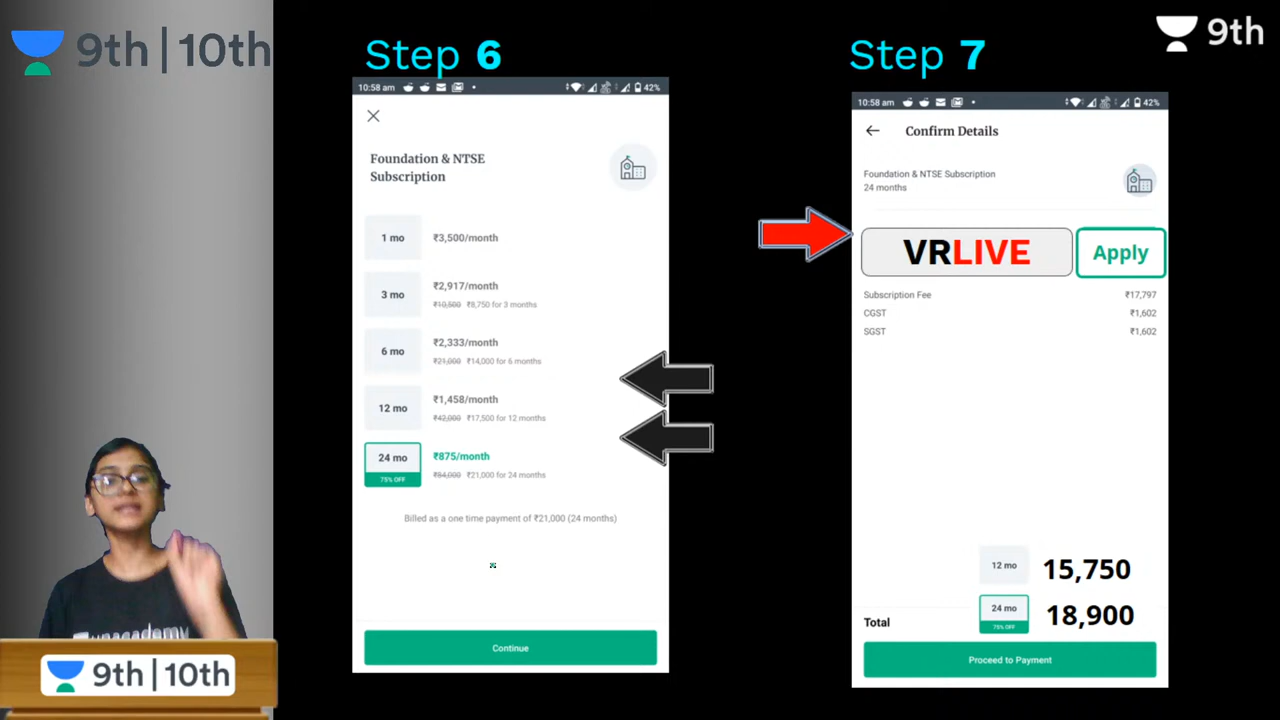 9th | 10th
9th
Step 6
10:58 am
42%
Foundation & NTSE
Subscription
1 mo
₹3,500/month
3 mo
₹2,917/month
₹10,500 ₹8,750 for 3 months
6 mo
₹2,333/month
₹21,000 ₹14,000 for 6 months
12 mo
₹1,458/month
₹42,000 ₹17,500 for 12 months
24 mo
75% OFF
₹875/month
₹84,000 ₹21,000 for 24 months
Billed as a one time payment of ₹21,000 (24 months)
Continue
Step 7
10:58 am
42%
Confirm Details
Foundation & NTSE Subscription
24 months
VRLIVE
Apply
Subscription Fee ₹17,797
CGST ₹1,602
SGST ₹1,602
12 mo 15,750
24 mo 18,900
75% OFF
Total
Proceed to Payment
9th | 10th